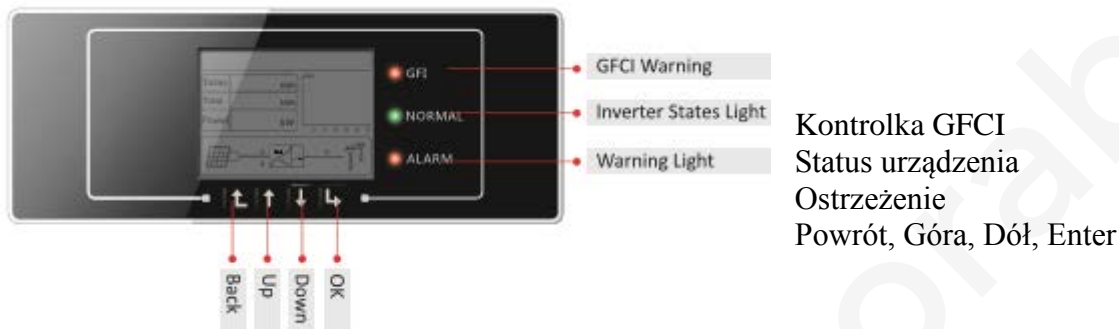 GFI
NORMAL
ALARM
GFCI Warning
Inverter States Light
Warning Light
Back
Up
Down
OK
Kontrolka GFCI
Status urządzenia
Ostrzeżenie
Powrót, Góra, Dół, Enter